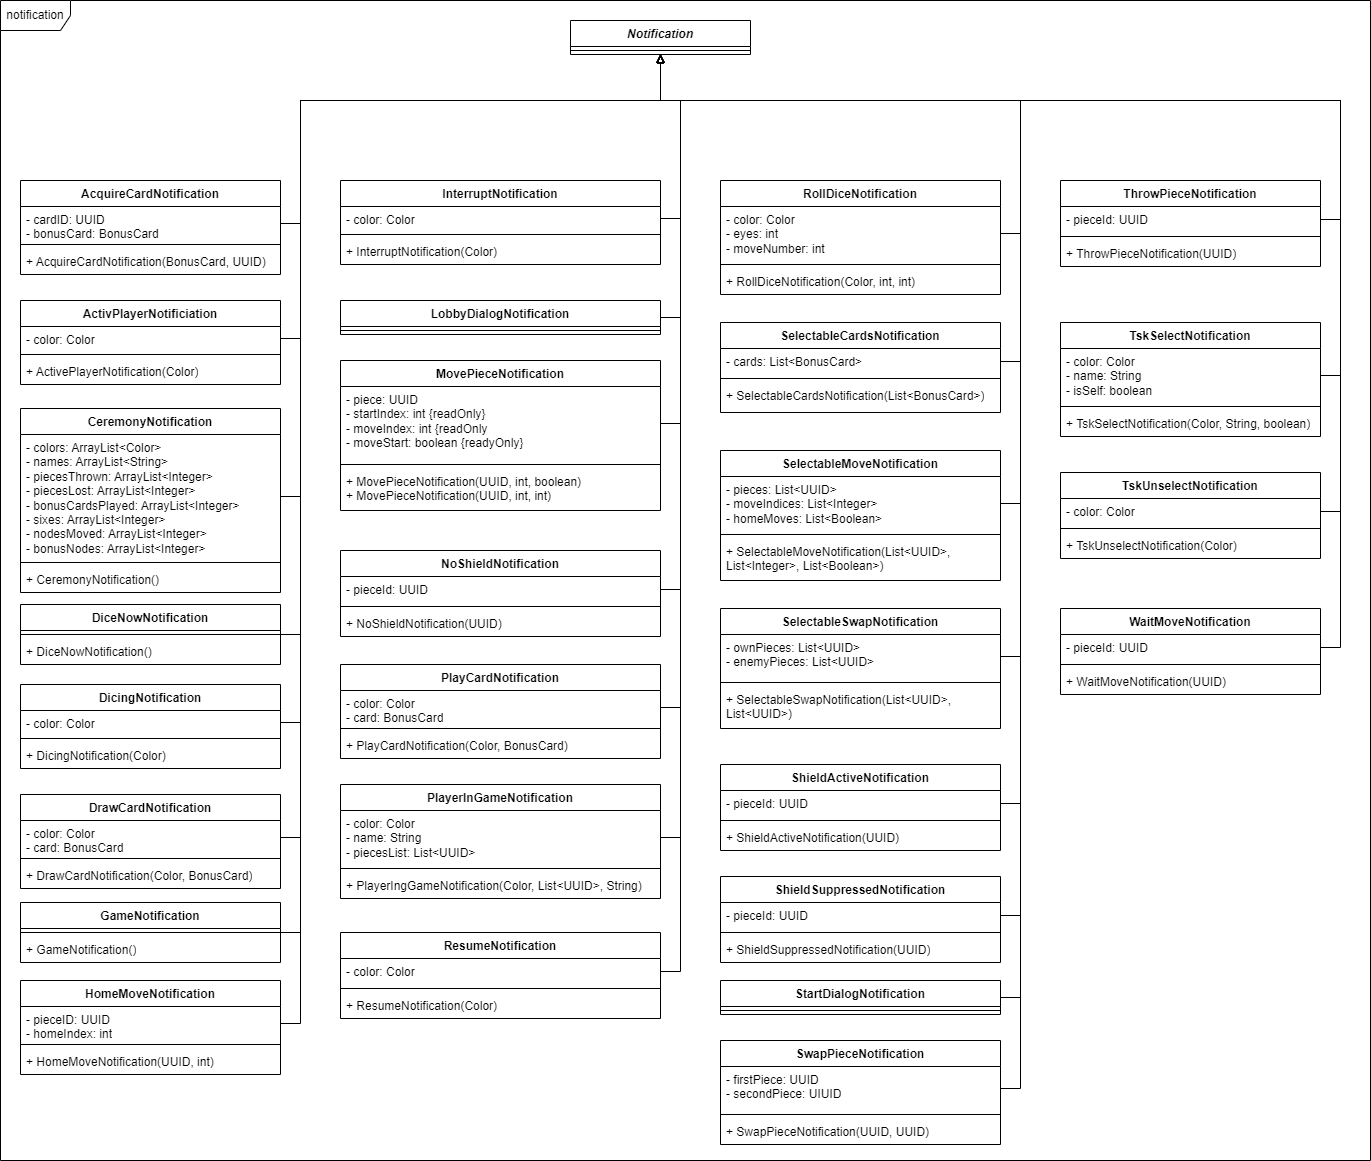 notification
Notification
AcquireCardNotification
- cardID: UUID
- bonusCard: BonusCard
+ AcquireCardNotification(BonusCard, UUID)
ActivPlayerNotificiation
- color: Color
+ ActivePlayerNotification(Color)
CeremonyNotification
- colors: ArrayList<Color>
- names: ArrayList<String>
- piecesThrown: ArrayList<Integer>
- piecesLost: ArrayList<Integer>
- bonusCardsPlayed: ArrayList<Integer>
- sixes: ArrayList<Integer>
- nodesMoved: ArrayList<Integer>
- bonusNodes: ArrayList<Integer>
+ CeremonyNotification()
DiceNowNotification
+ DiceNowNotification()
DicingNotification
- color: Color
+ DicingNotification(Color)
DrawCardNotification
- color: Color
- card: BonusCard
+ DrawCardNotification(Color, BonusCard)
GameNotification
+ GameNotification()
HomeMoveNotification
- pieceID: UUID
- homeIndex: int
+ HomeMoveNotification(UUID, int)
InterruptNotification
- color: Color
+ InterruptNotification(Color)
LobbyDialogNotification
MovePieceNotification
- piece: UUID
- startIndex: int {readOnly}
- moveIndex: int {readOnly
- moveStart: boolean {readyOnly}
+ MovePieceNotification(UUID, int, boolean)
+ MovePieceNotification(UUID, int, int)
NoShieldNotification
- pieceId: UUID
+ NoShieldNotification(UUID)
PlayCardNotification
- color: Color
- card: BonusCard
+ PlayCardNotification(Color, BonusCard)
PlayerInGameNotification
- color: Color
- name: String
- piecesList: List<UUID>
+ PlayerIngGameNotification(Color, List<UUID>, String)
ResumeNotification
- color: Color
+ ResumeNotification(Color)
RollDiceNotification
- color: Color
- eyes: int
- moveNumber: int
+ RollDiceNotification(Color, int, int)
SelectableCardsNotification
- cards: List<BonusCard>
+ SelectableCardsNotification(List<BonusCard>)
SelectableMoveNotification
- pieces: List<UUID>
- moveIndices: List<Integer>
- homeMoves: List<Boolean>
+ SelectableMoveNotification(List<UUID>,
List<Integer>, List<Boolean>)
SelectableSwapNotification
- ownPieces: List<UUID>
- enemyPieces: List<UUID>
+ SelectableSwapNotification(List<UUID>,
List<UUID>)
ShieldActiveNotification
- pieceId: UUID
+ ShieldActiveNotification(UUID)
ShieldSuppressedNotification
- pieceId: UUID
+ ShieldSuppressedNotification(UUID)
StartDialogNotification
SwapPieceNotification
- firstPiece: UUID
- secondPiece: UIUID
+ SwapPieceNotification(UUID, UUID)
ThrowPieceNotification
- pieceId: UUID
+ ThrowPieceNotification(UUID)
TskSelectNotification
- color: Color
- name: String
- isSelf: boolean
+ TskSelectNotification(Color, String, boolean)
TskUnselectNotification
- color: Color
+ TskUnselectNotification(Color)
WaitMoveNotification
- pieceId: UUID
+ WaitMoveNotification(UUID)